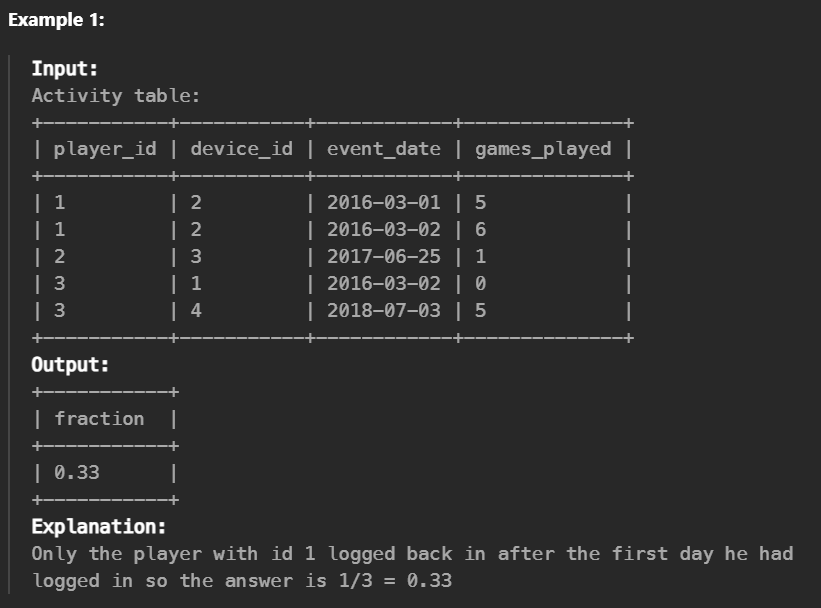 Example 1:
Input:
Activity table:
+-----------+-----------+------------+--------------+
| player_id | device_id | event_date | games_played |
+-----------+-----------+------------+--------------+
| 1         | 2         | 2016-03-01 | 5            |
| 1         | 2         | 2016-03-02 | 6            |
| 2         | 3         | 2017-06-25 | 1            |
| 3         | 1         | 2016-03-02 | 0            |
| 3         | 4         | 2018-07-03 | 5            |
+-----------+-----------+------------+--------------+
Output:
+-----------+
| fraction  |
+-----------+
| 0.33      |
+-----------+
Explanation:
Only the player with id 1 logged back in after the first day he had
logged in so the answer is 1/3 = 0.33